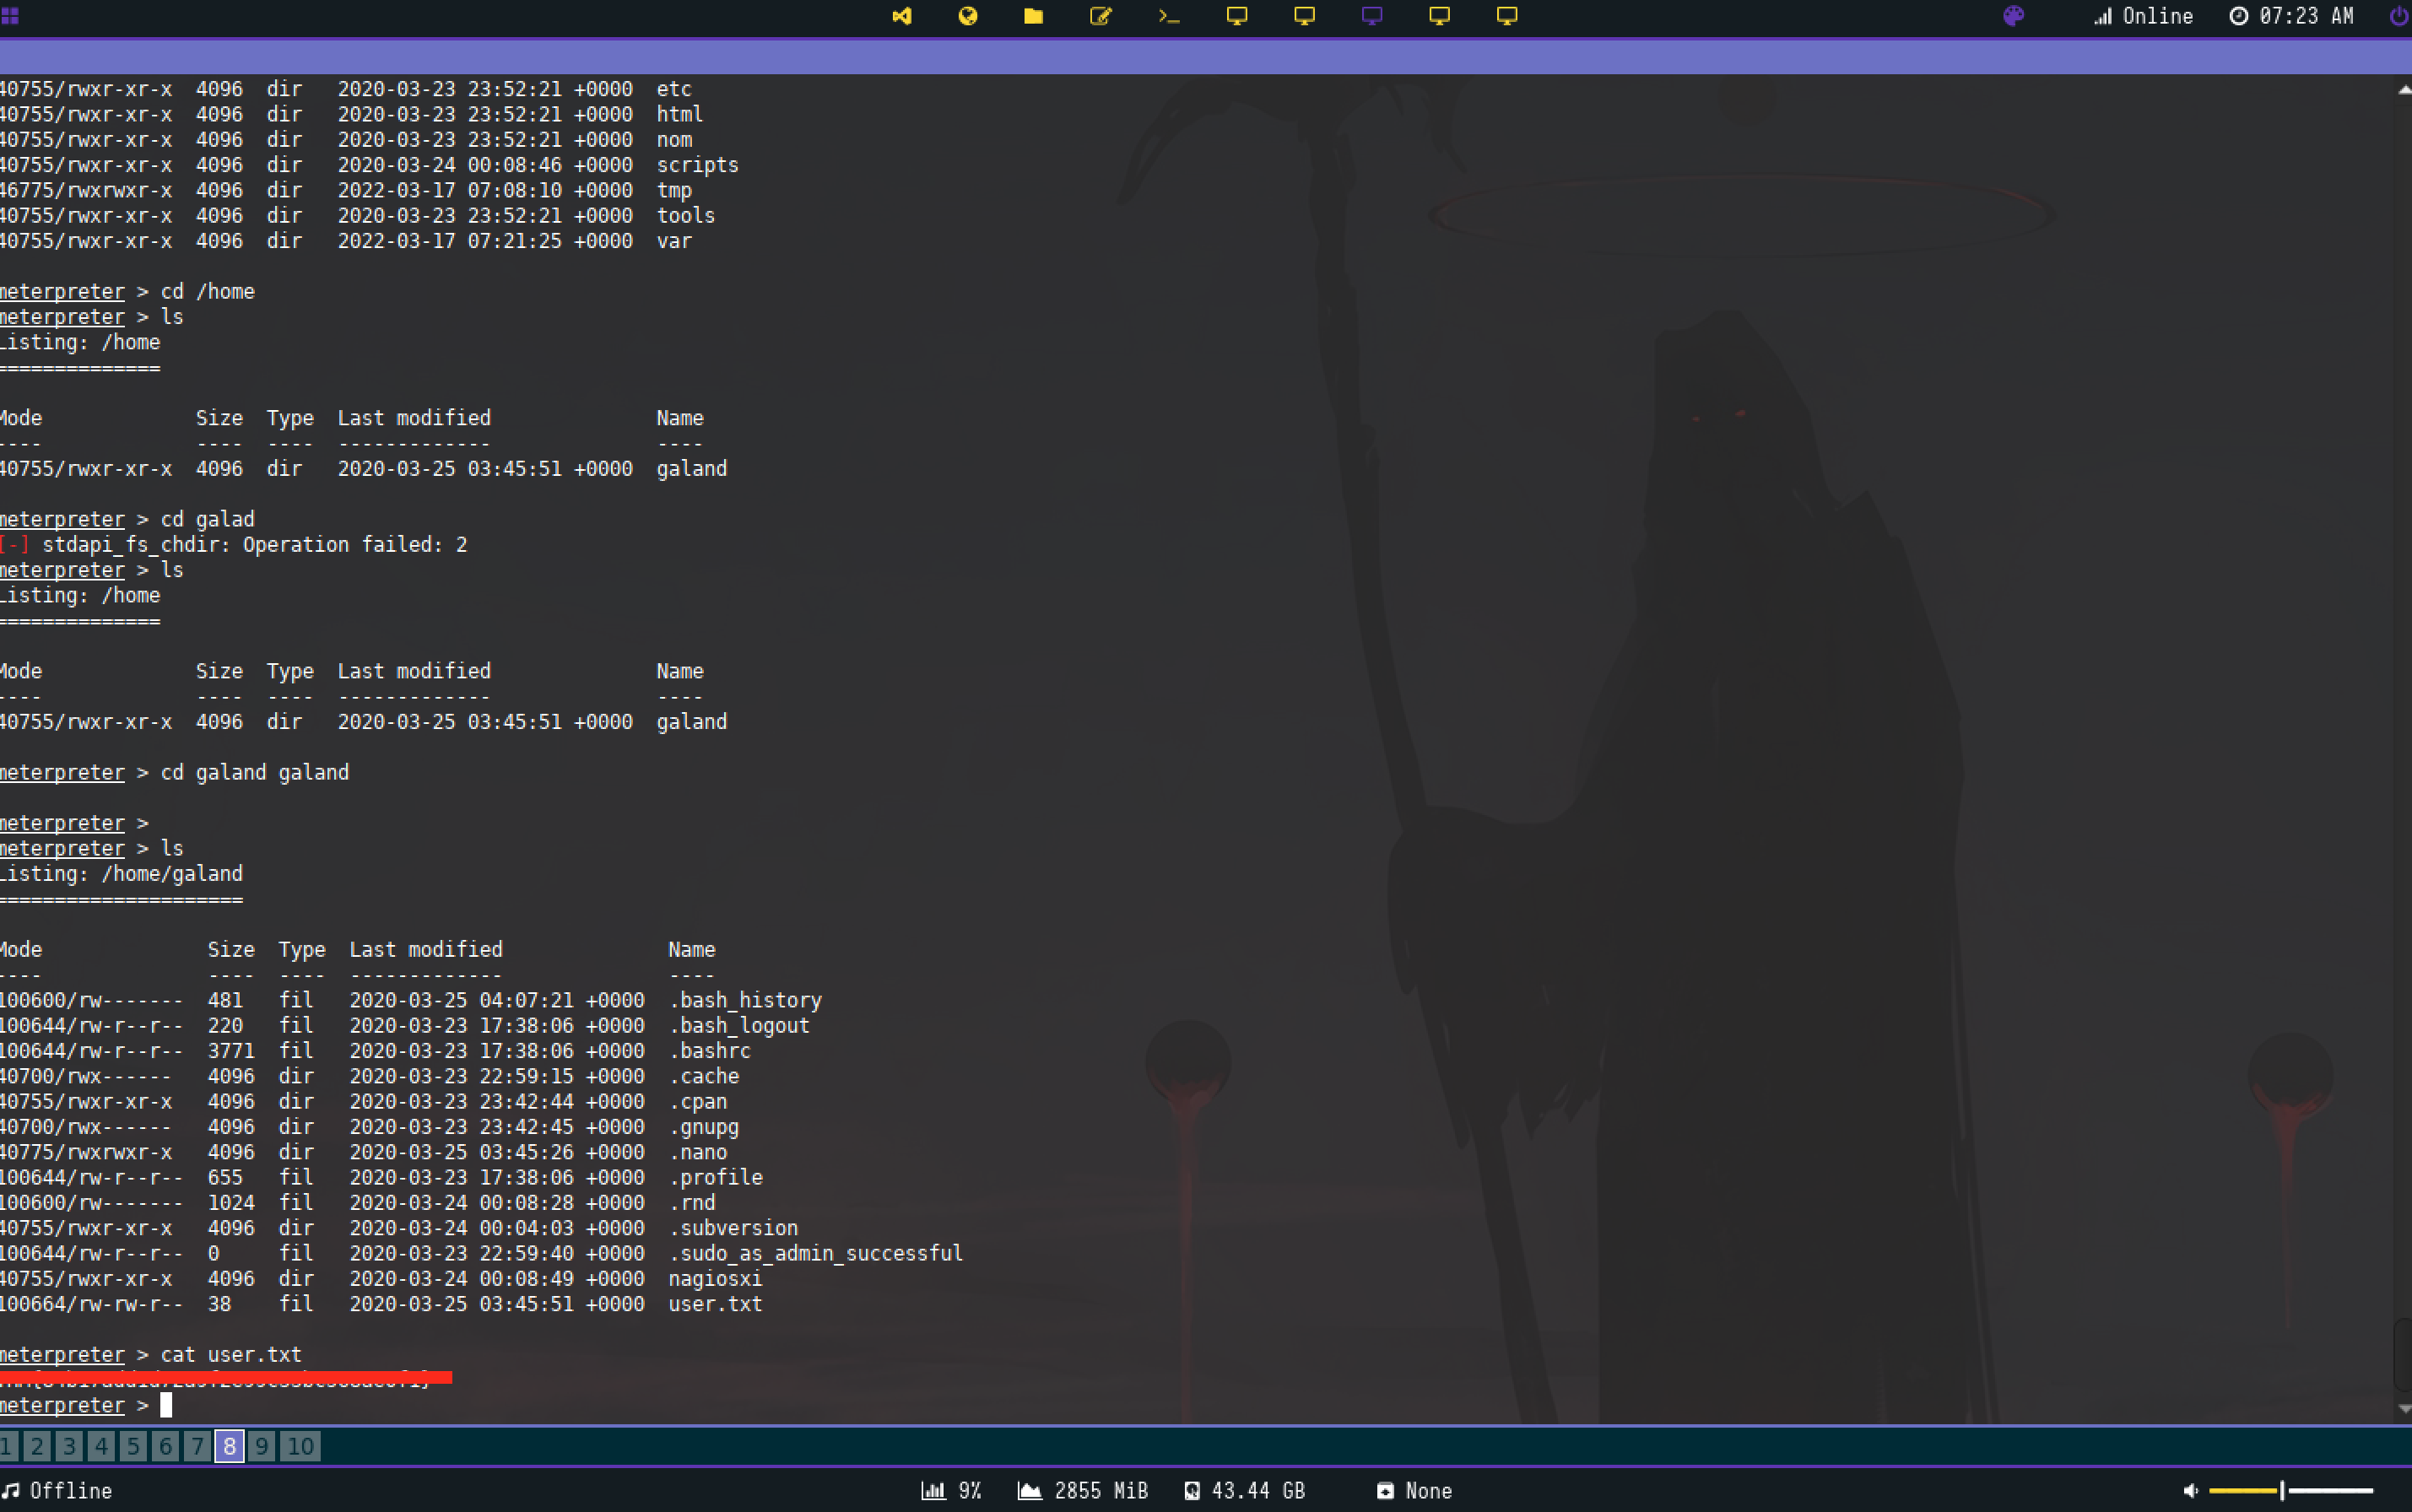 Online 07:23 AM
40755/rwxr-xr-x 4096 dir 2020-03-23 23:52:21 +0000 etc
40755/rwxr-xr-x 4096 dir 2020-03-23 23:52:21 +0000 html
40755/rwxr-xr-x 4096 dir 2020-03-23 23:52:21 +0000 nom
40755/rwxr-xr-x 4096 dir 2020-03-24 00:08:46 +0000 scripts
46775/rwxrwxr-x 4096 dir 2022-03-17 07:08:10 +0000 tmp
40755/rwxr-xr-x 4096 dir 2020-03-23 23:52:21 +0000 tools
40755/rwxr-xr-x 4096 dir 2022-03-17 07:21:25 +0000 var
meterpreter > cd /home
meterpreter > ls
Listing: /home
==============
Mode Size Type Last modified Name
---- ---- ---- ------------- ----
40755/rwxr-xr-x 4096 dir 2020-03-25 03:45:51 +0000 galand
meterpreter > cd galad
[-] stdapi_fs_chdir: Operation failed: 2
meterpreter > ls
Listing: /home
==============
Mode Size Type Last modified Name
---- ---- ---- ------------- ----
40755/rwxr-xr-x 4096 dir 2020-03-25 03:45:51 +0000 galand
meterpreter > cd galand galand
meterpreter >
meterpreter > ls
Listing: /home/galand
=====================
Mode Size Type Last modified Name
---- ---- ---- ------------- ----
100600/rw------- 481 fil 2020-03-25 04:07:21 +0000 .bash_history
100644/rw-r--r-- 220 fil 2020-03-23 17:38:06 +0000 .bash_logout
100644/rw-r--r-- 3771 fil 2020-03-23 17:38:06 +0000 .bashrc
40700/rwx------ 4096 dir 2020-03-23 22:59:15 +0000 .cache
40755/rwxr-xr-x 4096 dir 2020-03-23 23:42:44 +0000 .cpan
40700/rwx------ 4096 dir 2020-03-23 23:42:45 +0000 .gnupg
40775/rwxrwxr-x 4096 dir 2020-03-25 03:45:26 +0000 .nano
100644/rw-r--r-- 655 fil 2020-03-23 17:38:06 +0000 .profile
100600/rw------- 1024 fil 2020-03-24 00:08:28 +0000 .rnd
40755/rwxr-xr-x 4096 dir 2020-03-24 00:04:03 +0000 .subversion
100644/rw-r--r-- 0 fil 2020-03-23 22:59:40 +0000 .sudo_as_admin_successful
40755/rwxr-xr-x 4096 dir 2020-03-24 00:08:49 +0000 nagiosxi
100664/rw-rw-r-- 38 fil 2020-03-25 03:45:51 +0000 user.txt
meterpreter > cat user.txt
meterpreter >
1 2 3 4 5 6 7 8 9 10
Offline 9% 2855 MiB 43.44 GB None